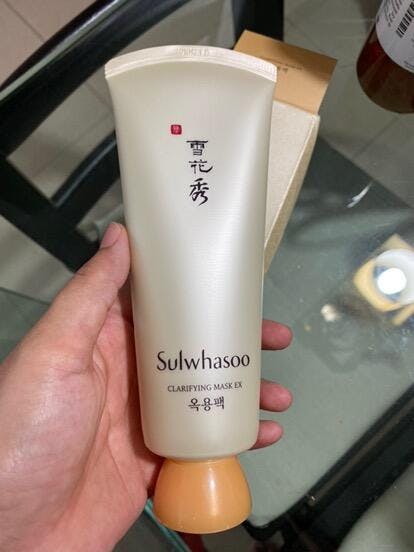 雪
花
秀
Sulwhasoo
CLARIFYING MASK EX
옥용팩